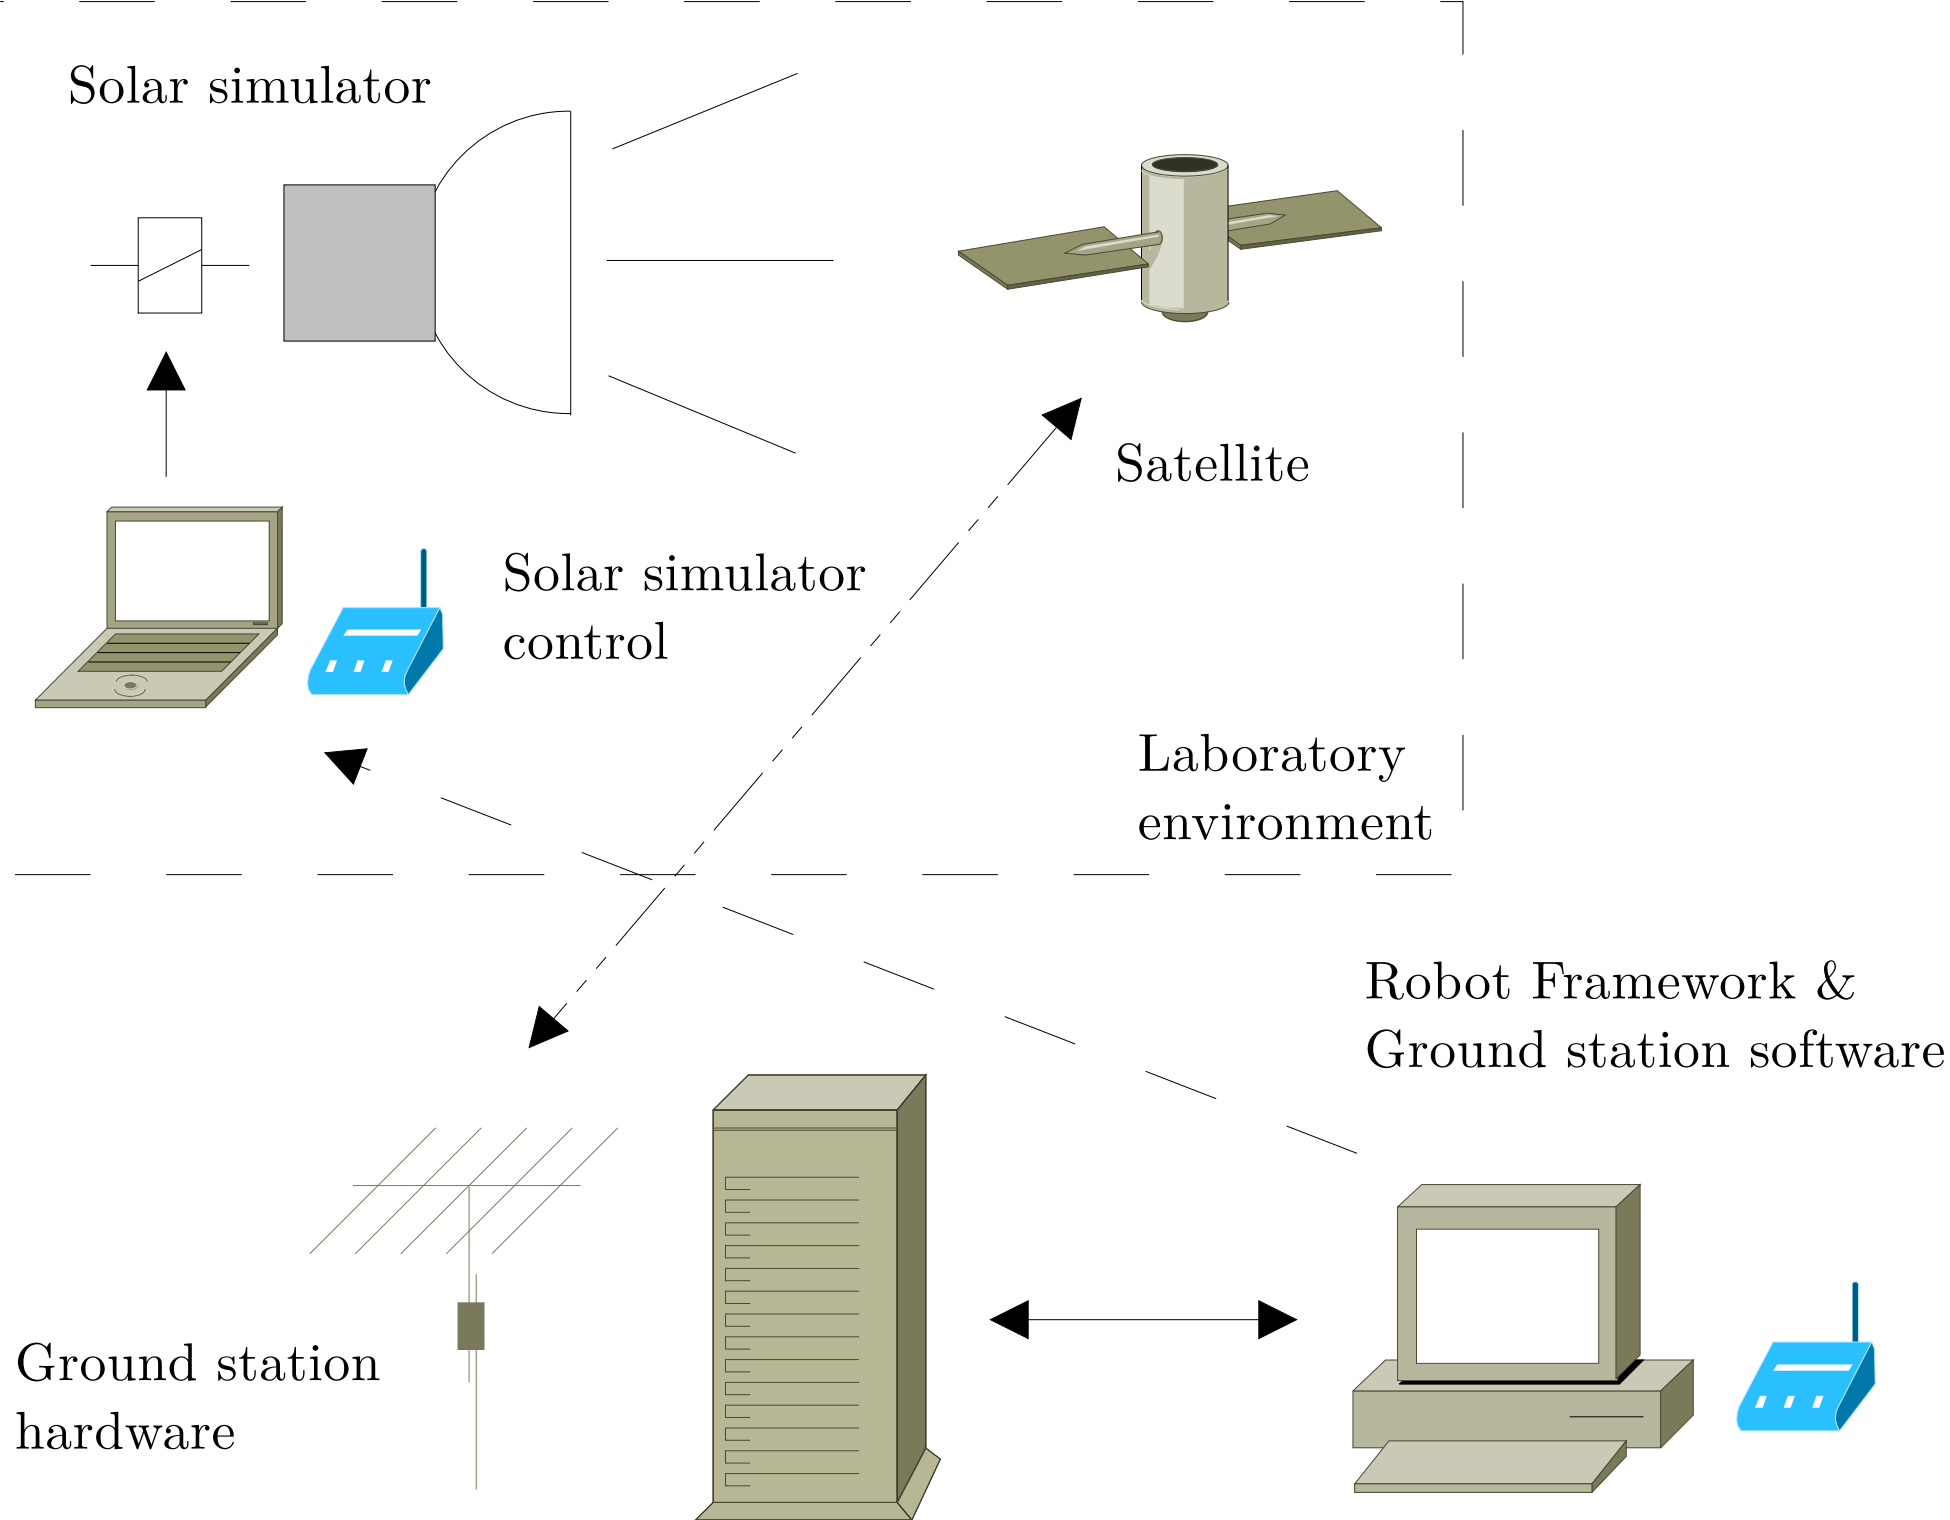 Solar simulator
Satellite
Solar simulator
control
Laboratory
environment
Robot Framework &
Ground station software
Ground station
hardware